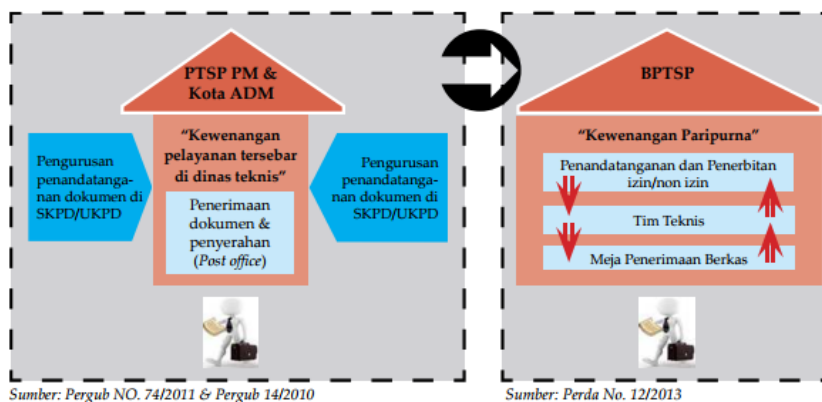 PTSP PM &
Kota ADM
"Kewenangan
pelayanan tersebar
di dinas teknis"
Pengurusan
penandatanga-
nan dokumen di
SKPD/UKPD
Penerimaan
dokumen &
penyerahan
(Post office)
Pengurusan
penandatanga-
nan dokumen di
SKPD/UKPD
Sumber: Pergub NO. 74/2011 & Pergub 14/2010
BPTSP
"Kewenangan Paripurna"
Penandatanganan dan Penerbitan
izin/non izin
Tim Teknis
Meja Penerimaan Berkas
Sumber: Perda No. 12/2013